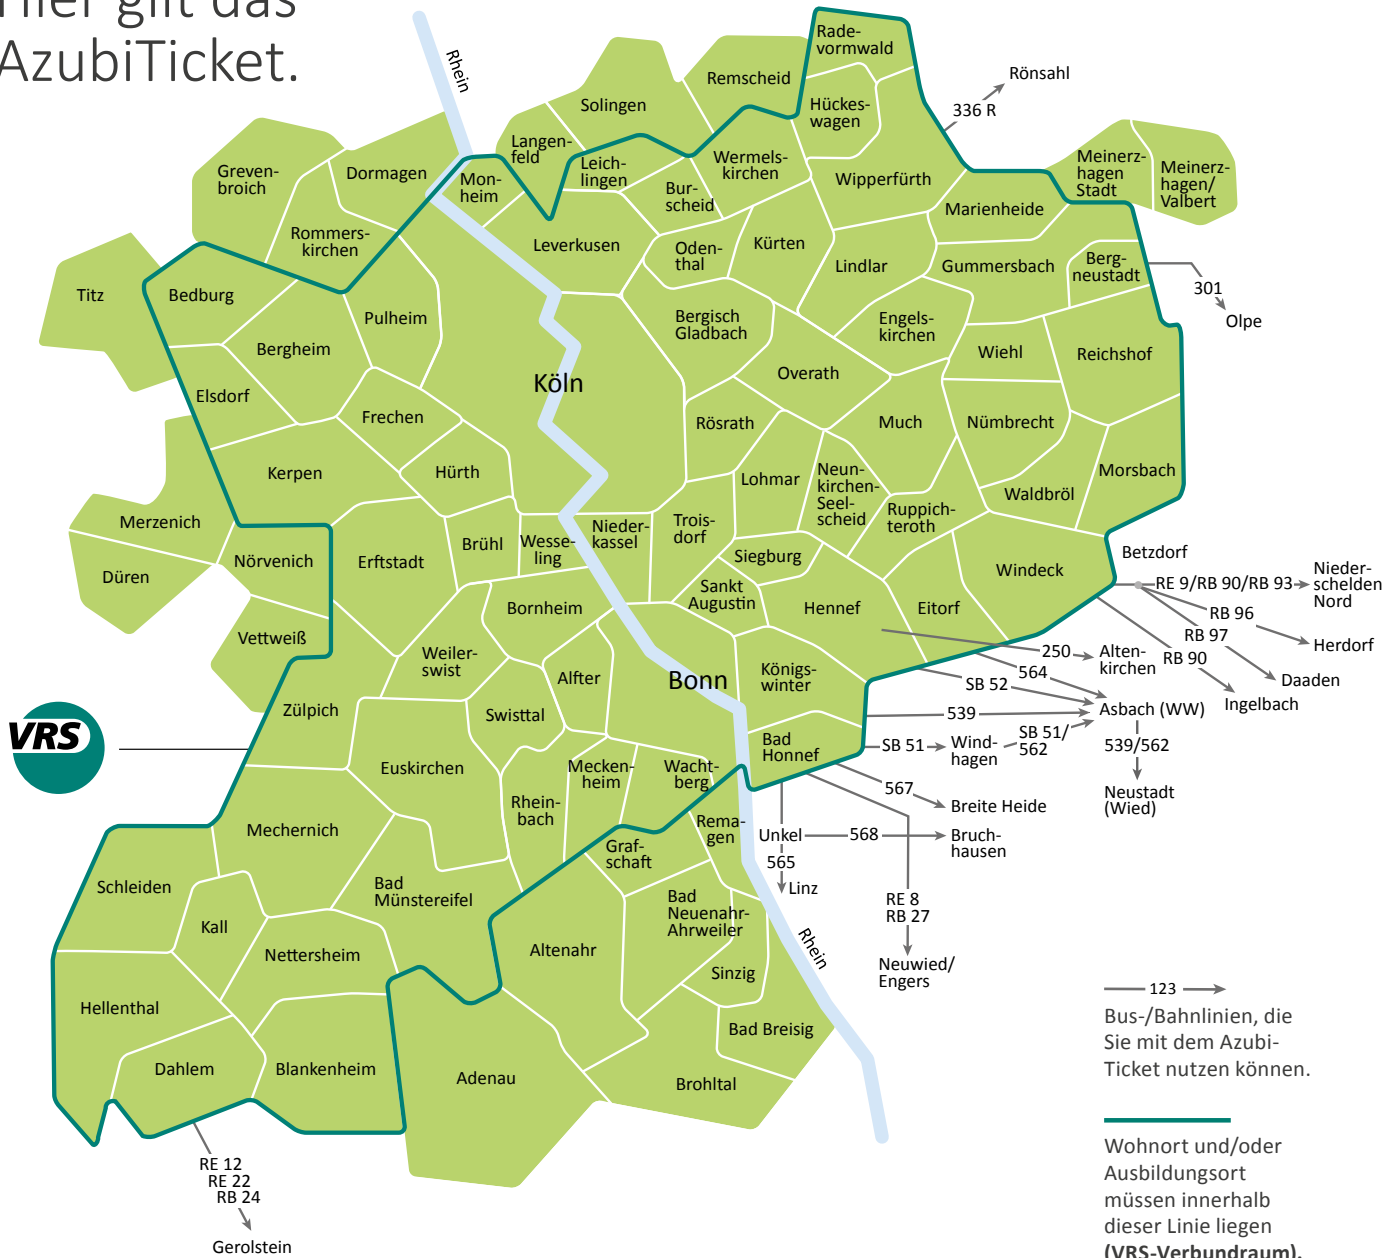 Hier gilt das
AzubiTicket.
Rhein
Rade-
vormwald
Rönsahl
336 R
Remscheid
Solingen
Hückes-
wagen
Langen-
feld
Leich-
lingen
Wermels-
kirchen
Meinerz-
hagen
Stadt
Meinerz-
hagen/
Valbert
Greven-
broich
Dormagen
Mon-
heim
Bur-
scheid
Wipperfürth
Marienheide
Rommers-
kirchen
Leverkusen
Oden-
thal
Kürten
Lindlar
Gummersbach
Berg-
neustadt
301
Olpe
Titz
Bedburg
Pulheim
Bergheim
Bergisch
Gladbach
Engels-
kirchen
Wiehl
Reichshof
Elsdorf
Köln
Overath
Frechen
Rösrath
Much
Nümbrecht
Kerpen
Hürth
Lohmar
Neun-
kirchen-
Seel-
scheid
Morsbach
Waldbröl
Ruppich-
teroth
Merzenich
Düren
Nörvenich
Erftstadt
Brühl
Wesse-
ling
Nieder-
kassel
Trois-
dorf
Siegburg
Sankt
Augustin
Windeck
Betzdorf
RE 9/RB 90/RB 93
Nieder-
schelden
Nord
RB 96
Herdorf
RB 97
Daaden
RB 90
Ingelbach
Vettweiß
Bornheim
Hennef
Eitorf
250
Alten-
kirchen
564
SB 52
Asbach (WW)
Weiler-
swist
Alfter
Bonn
Königs-
winter
539
Zülpich
Swisttal
VRS
Bad
Honnef
SB 51
Wind-
hagen
SB 51/
562
539/562
Neustadt
(Wied)
Euskirchen
Mecken-
heim
Wacht-
berg
567
Breite Heide
Rhein-
bach
Mechernich
Rema-
gen
Unkel
568
Bruch-
hausen
565
Linz
Graf-
schaft
Schleiden
Bad
Münstereifel
Kall
Bad
Neuenahr-
Ahrweiler
RE 8
RB 27
Neuwied/
Engers
Nettersheim
Altenahr
Sinzig
Rhein
Hellenthal
Bad Breisig
Dahlem
Blankenheim
Adenau
Brohltal
RE 12
RE 22
RB 24
Gerolstein
123
Bus-/Bahnlinien, die
Sie mit dem Azubi-
Ticket nutzen können.
Wohnort und/oder
Ausbildungsort
müssen innerhalb
dieser Linie liegen
(VRS-Verbundraum).